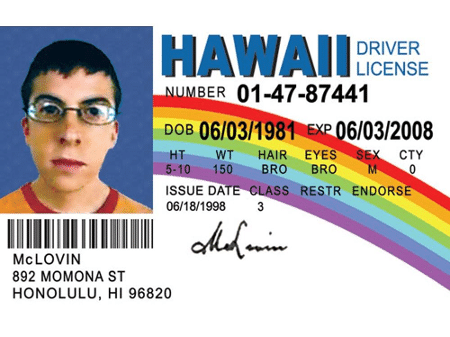 HAWAII DRIVER LICENSE
NUMBER 01-47-87441
DOB 06/03/1981 EXP 06/03/2008
HT WT HAIR EYES SEX CTY
5-10 150 BRO BRO M 0
ISSUE DATE CLASS RESTR ENDORSE
06/18/1998 3
McLovin
McLOVIN
892 MOMONA ST
HONOLULU, HI 96820